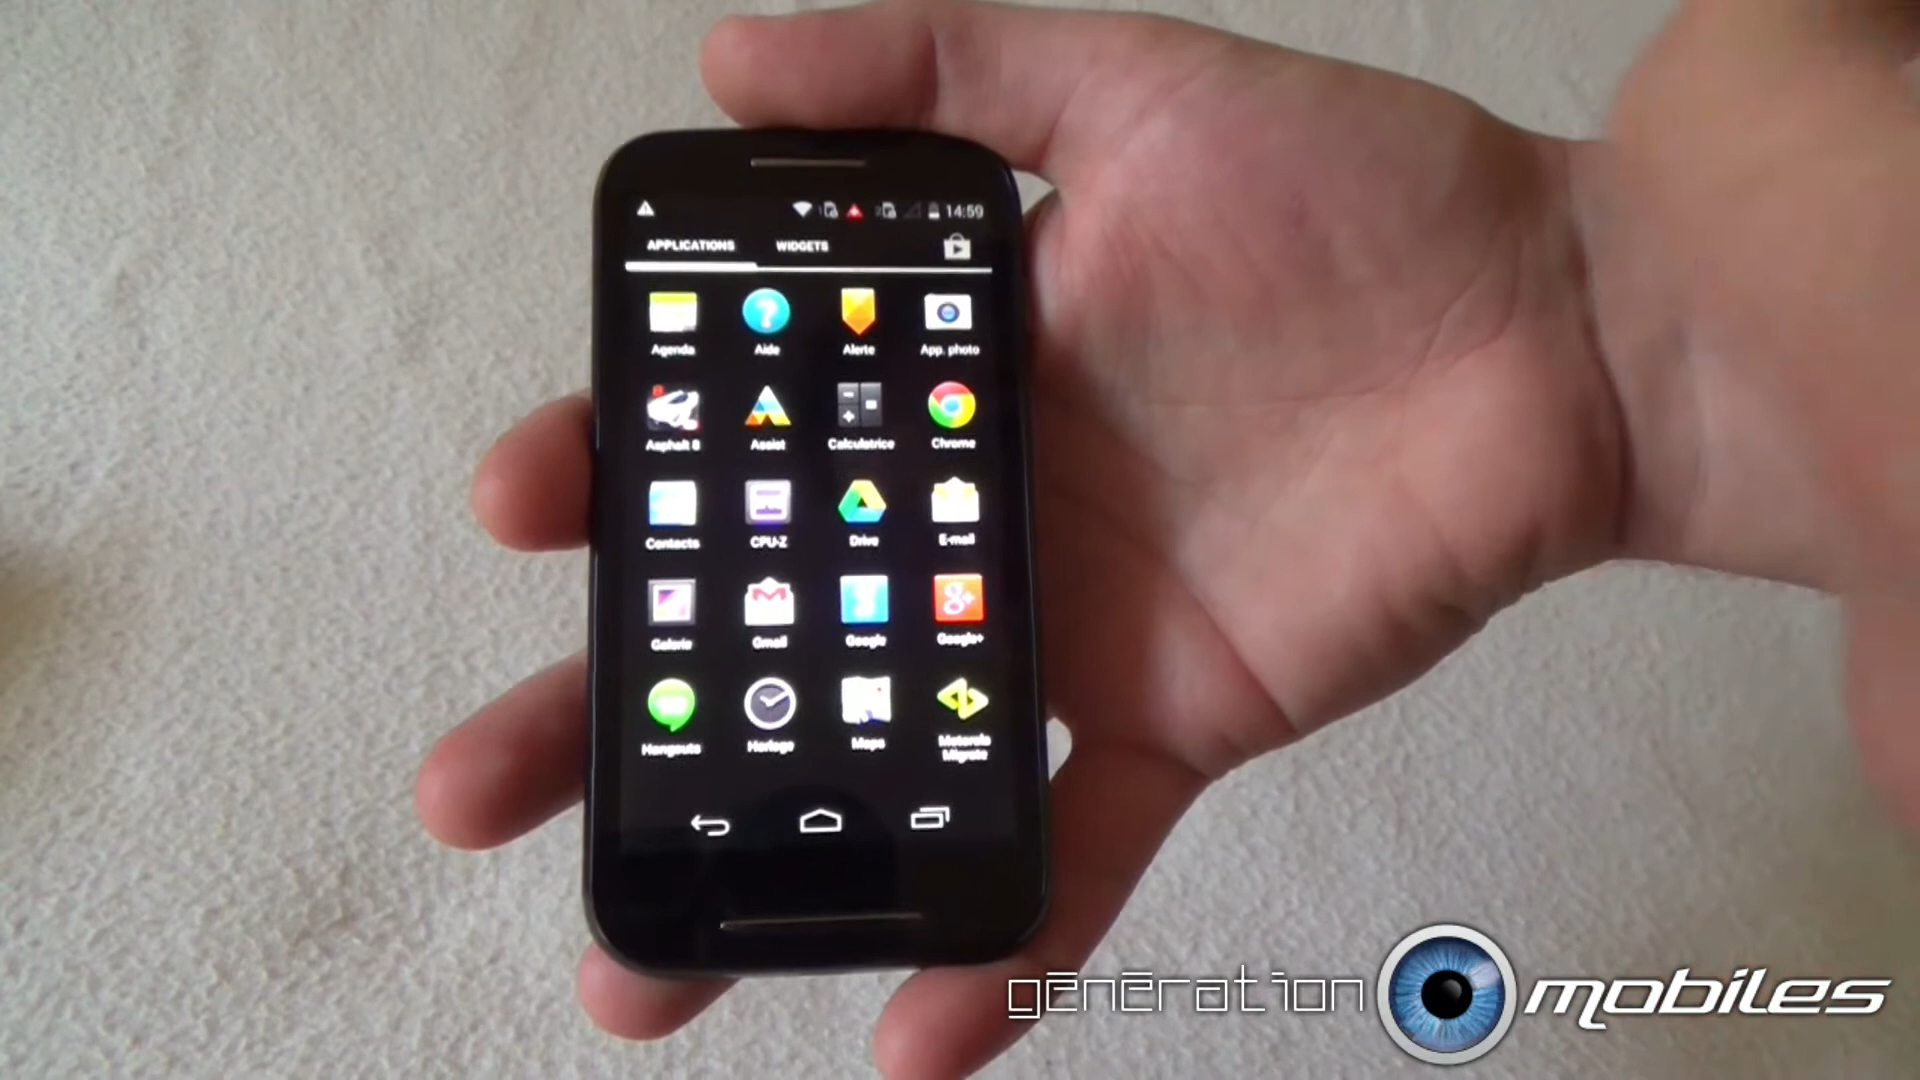 14:59
APPLICATIONS WIDGETS
Agenda Aide Alerte App. photo
Asphalt 8 Assist Calculatrice Chrome
Contacts CPU-Z Drive E-mail
Galerie Gmail Google Google+
Hangouts Horloge Maps Motorola Migrate
génération mobiles